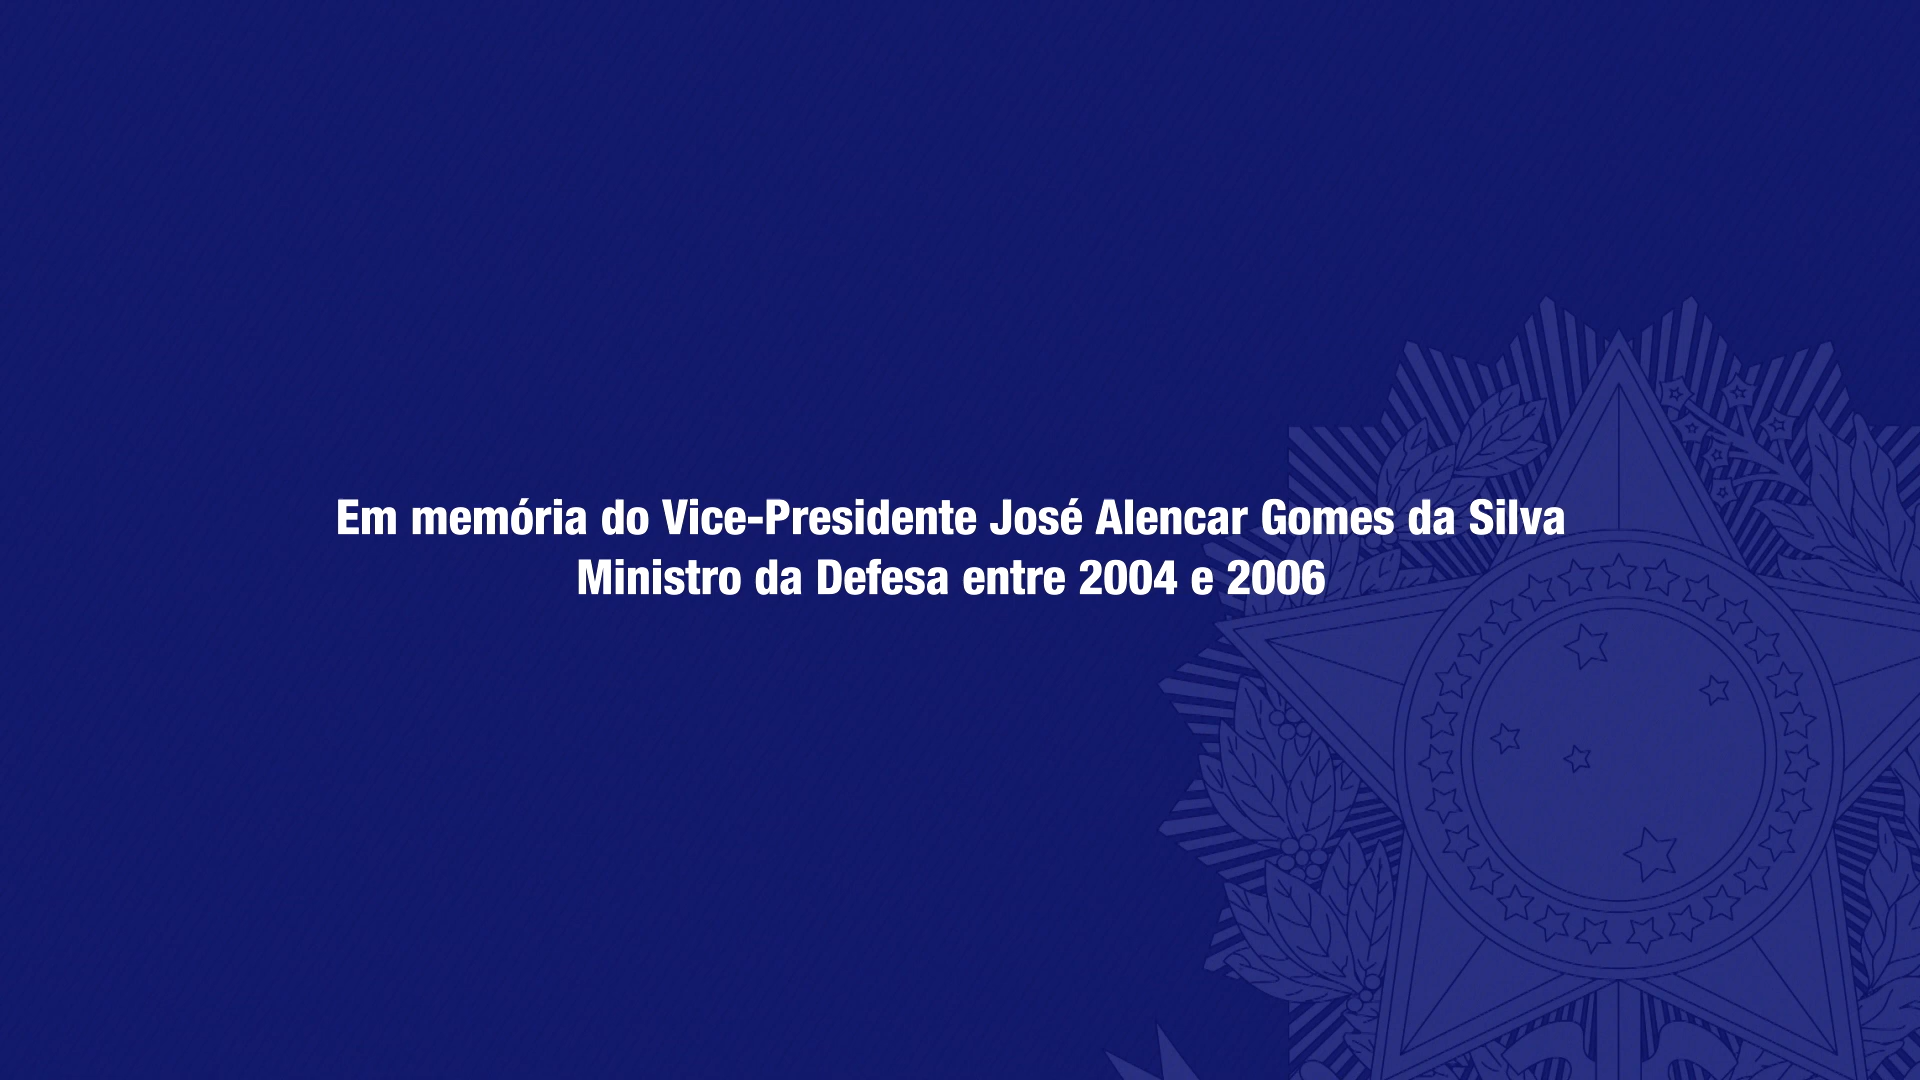 Em memória do Vice-Presidente José Alencar Gomes da Silva
Ministro da Defesa entre 2004 e 2006